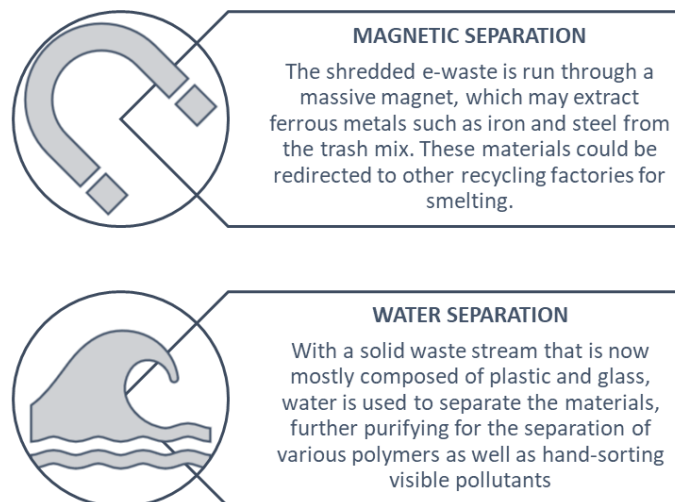 MAGNETIC SEPARATION
The shredded e-waste is run through a
massive magnet, which may extract
ferrous metals such as iron and steel from
the trash mix. These materials could be
redirected to other recycling factories for
smelting.
WATER SEPARATION
With a solid waste stream that is now
mostly composed of plastic and glass,
water is used to separate the materials,
further purifying for the separation of
various polymers as well as hand-sorting
visible pollutants